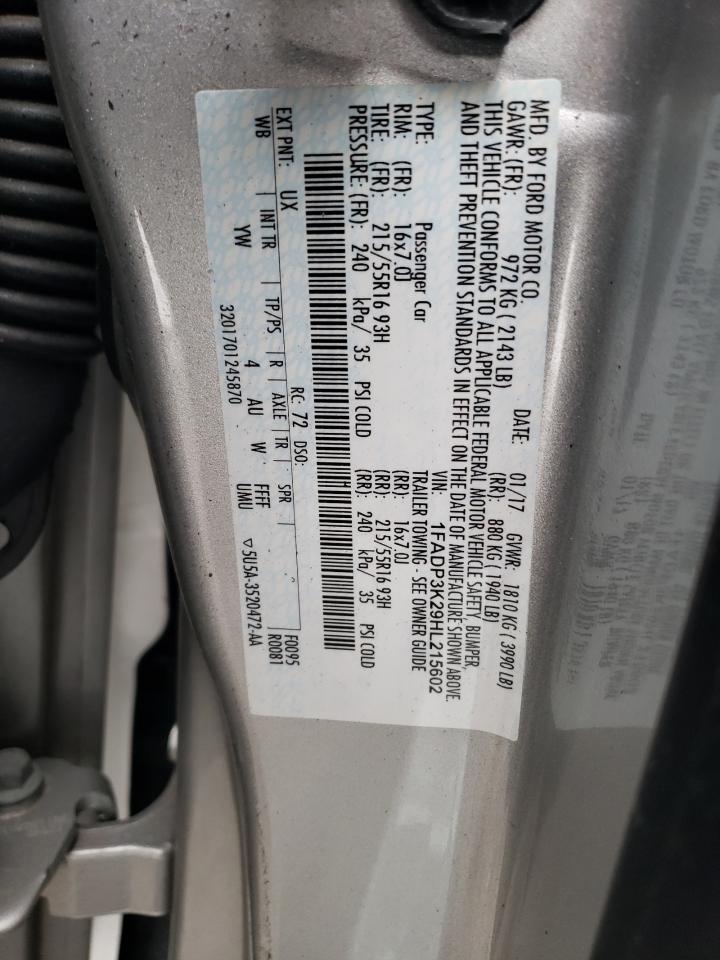 MFD. BY FORD MOTOR CO.
DATE: 01/17 GVWR: 1810 KG ( 3990 LB)
GAWR: (FR): 972 KG ( 2143 LB) (RR): 880 KG ( 1940 LB)
THIS VEHICLE CONFORMS TO ALL APPLICABLE FEDERAL MOTOR VEHICLE SAFETY, BUMPER,
AND THEFT PREVENTION STANDARDS IN EFFECT ON THE DATE OF MANUFACTURE SHOWN ABOVE.
VIN: 1FADP3K29HL215602
TYPE: Passenger Car TRAILER TOWING - SEE OWNER GUIDE
RIM: (FR): 16x7.0J (RR): 16x7.0J
TIRE: (FR): 215/55R16 93H (RR): 215/55R16 93H
PRESSURE: (FR): 240 kPa/ 35 PSI COLD (RR): 240 kPa/ 35 PSI COLD
EXT PNT: UX RC: 72 DSO: F0095
WB INT TR TP/PS R AXLE TR SPR R0081
YW 4 AU W FFFF
3201701245870 UMU ▽5U5A-3520472-AA